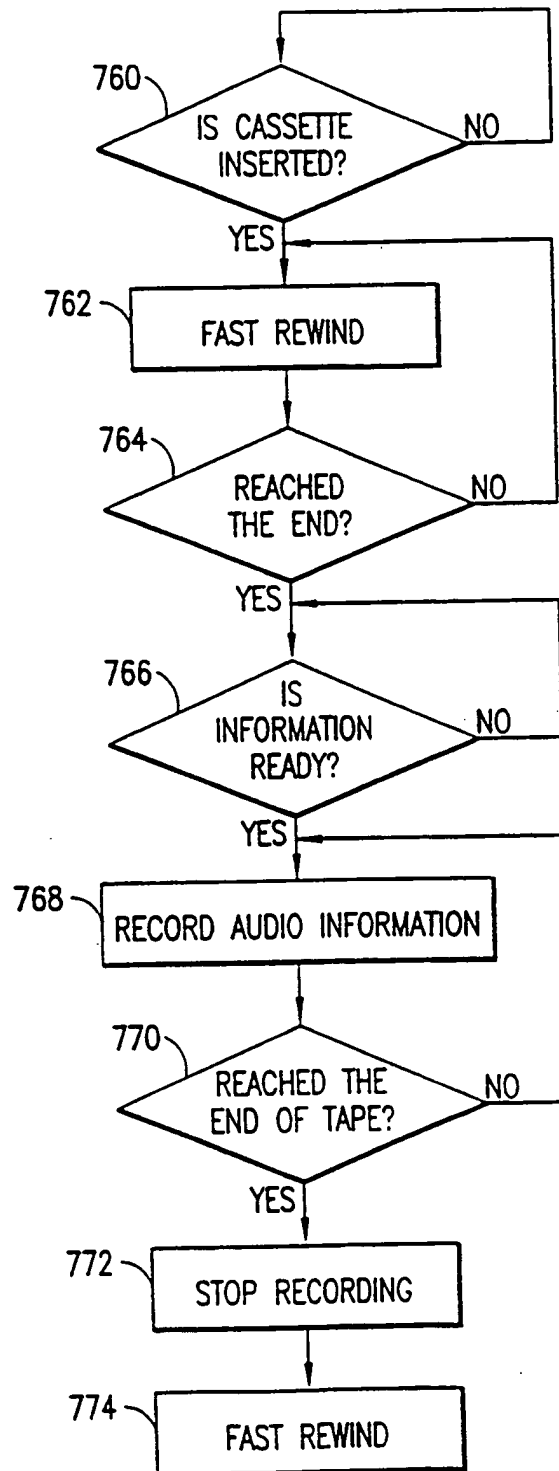 760
IS CASSETTE
INSERTED?
NO
YES
762
FAST REWIND
764
REACHED
THE END?
NO
YES
766
IS
INFORMATION
READY?
NO
YES
768
RECORD AUDIO INFORMATION
770
REACHED THE
END OF TAPE?
NO
YES
772
STOP RECORDING
774
FAST REWIND